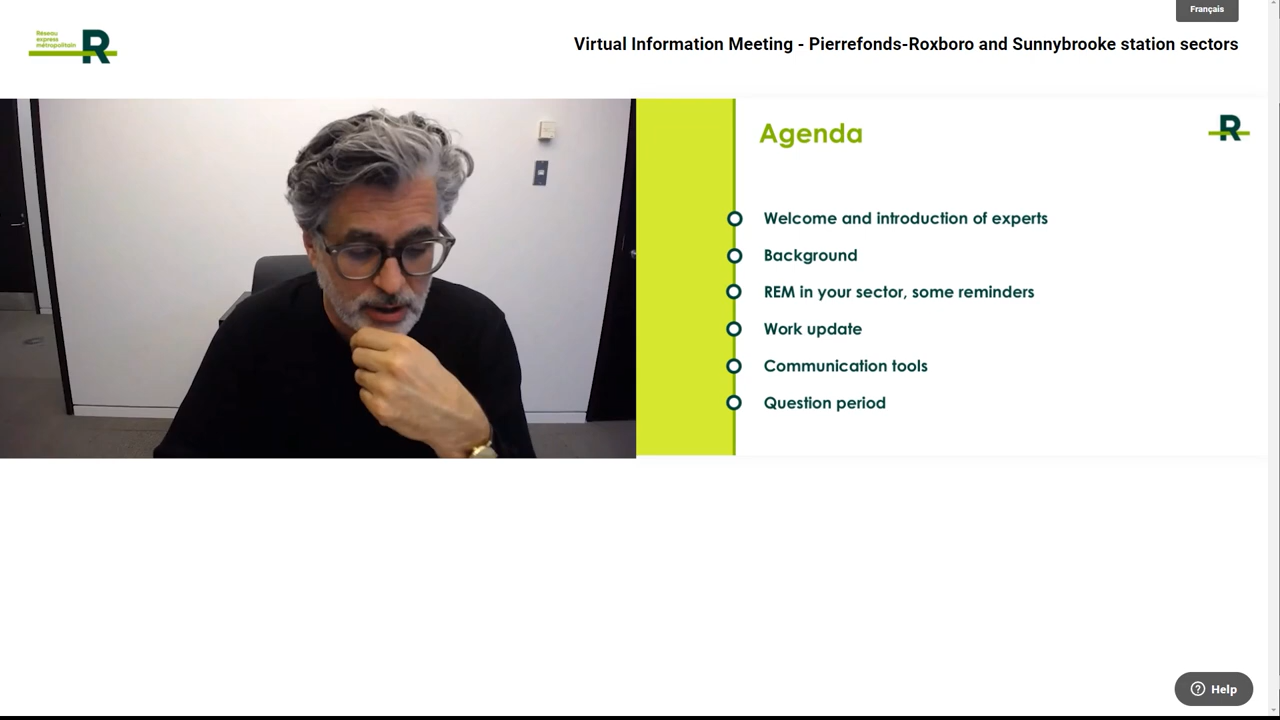 Français
Réseau
express
métropolitain
R
Virtual Information Meeting - Pierrefonds-Roxboro and Sunnybrooke station sectors
Agenda
R
Welcome and introduction of experts
Background
REM in your sector, some reminders
Work update
Communication tools
Question period
Help